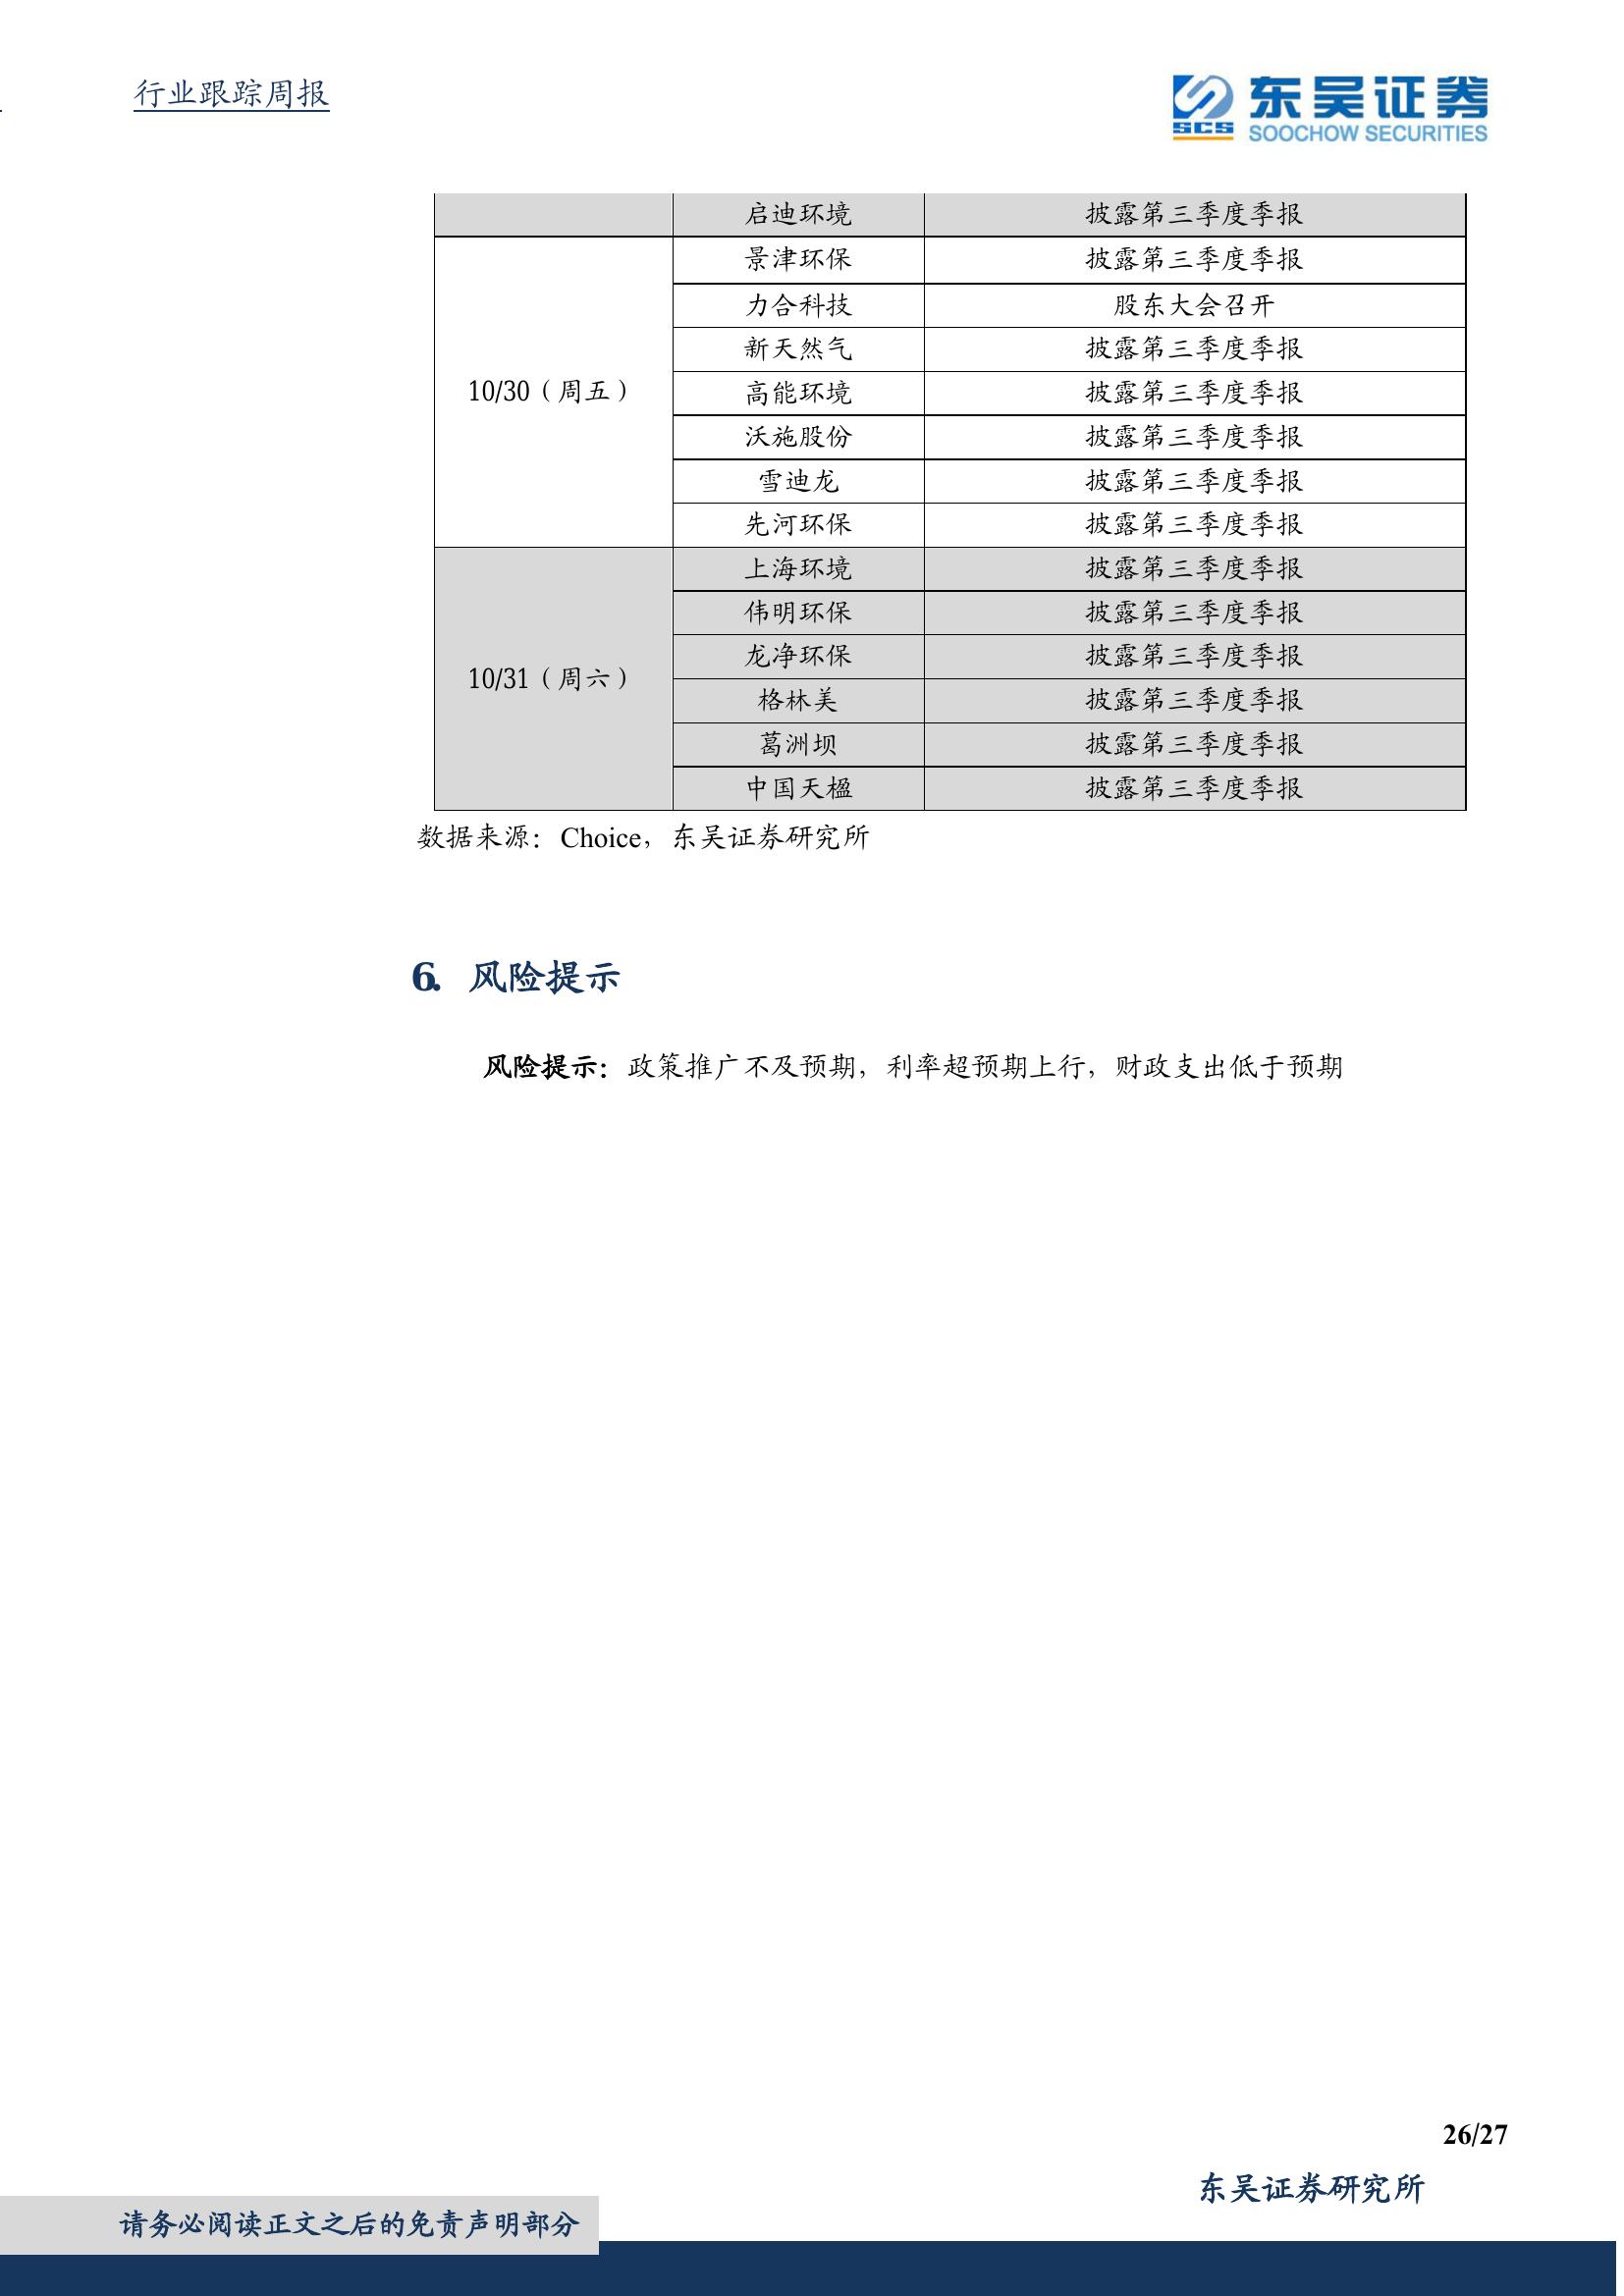 行业跟踪周报
东吴证券
SCS
SOOCHOW SECURITIES
启迪环境 披露第三季度季报
景津环保 披露第三季度季报
力合科技 股东大会召开
新天然气 披露第三季度季报
10/30（周五） 高能环境 披露第三季度季报
沃施股份 披露第三季度季报
雪迪龙 披露第三季度季报
先河环保 披露第三季度季报
上海环境 披露第三季度季报
伟明环保 披露第三季度季报
龙净环保 披露第三季度季报
10/31（周六） 格林美 披露第三季度季报
葛洲坝 披露第三季度季报
中国天楹 披露第三季度季报
数据来源：Choice，东吴证券研究所
6. 风险提示
风险提示：政策推广不及预期，利率超预期上行，财政支出低于预期
26/27
东吴证券研究所
请务必阅读正文之后的免责声明部分